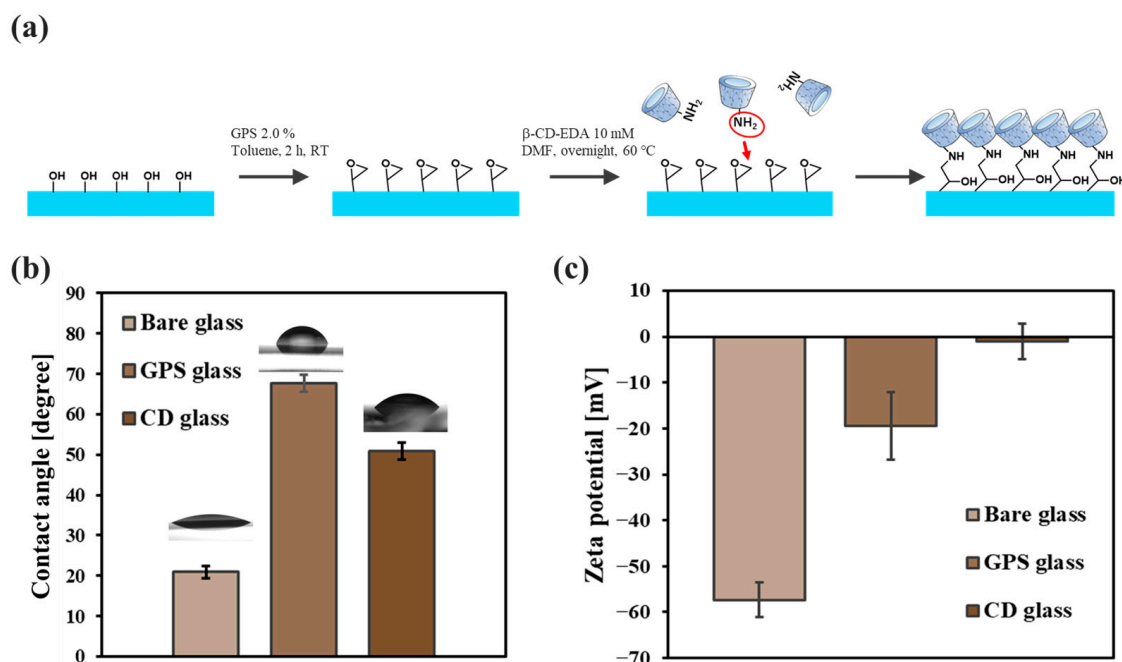 (a)
GPS 2.0 %
Toluene, 2 h, RT
β-CD-EDA 10 mM
DMF, overnight, 60 °C
OH OH OH OH OH
NH2
NH2
NH2
NH NH NH NH NH
OH OH OH OH OH
(b)
Contact angle [degree]
90
80
70
60
50
40
30
20
10
0
Bare glass
GPS glass
CD glass
(c)
Zeta potential [mV]
10
0
−10
−20
−30
−40
−50
−60
−70
Bare glass
GPS glass
CD glass